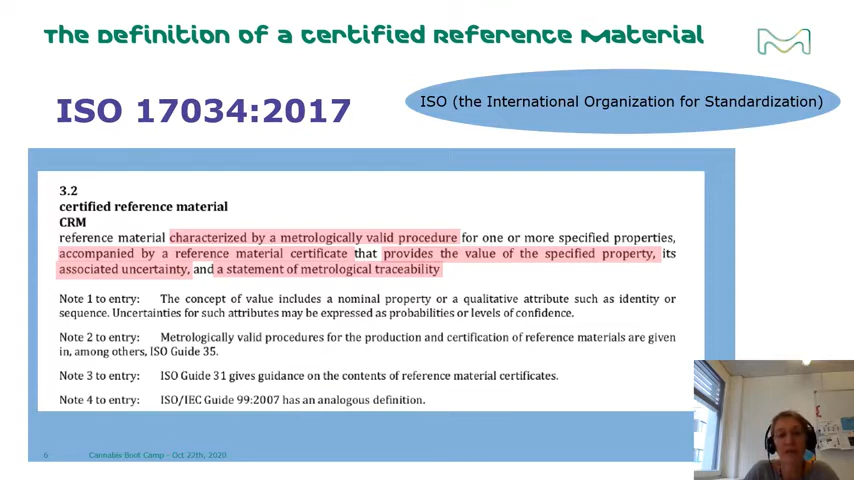 The Definition of a Certified Reference Material
ISO 17034:2017
ISO (the International Organization for Standardization)
3.2
certified reference material
CRM
reference material characterized by a metrologically valid procedure for one or more specified properties,
accompanied by a reference material certificate that provides the value of the specified property, its
associated uncertainty, and a statement of metrological traceability
Note 1 to entry: The concept of value includes a nominal property or a qualitative attribute such as identity or
sequence. Uncertainties for such attributes may be expressed as probabilities or levels of confidence.
Note 2 to entry: Metrologically valid procedures for the production and certification of reference materials are given
in, among others, ISO Guide 35.
Note 3 to entry: ISO Guide 31 gives guidance on the contents of reference material certificates.
Note 4 to entry: ISO/IEC Guide 99:2007 has an analogous definition.
6 Cannabis Boot Camp - Oct 22th, 2020